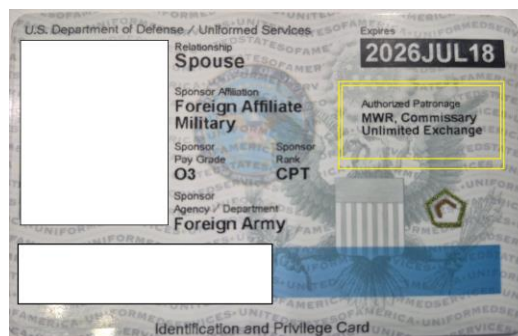 U.S. Department of Defense / Uniformed Services
Expires
2026JUL18
Relationship
Spouse
Sponsor Affiliation
Foreign Affiliate
Military
Authorized Patronage
MWR, Commissary
Unlimited Exchange
Sponsor
Pay Grade
O3
Sponsor
Rank
CPT
Sponsor
Agency / Department
Foreign Army
Identification and Privilege Card